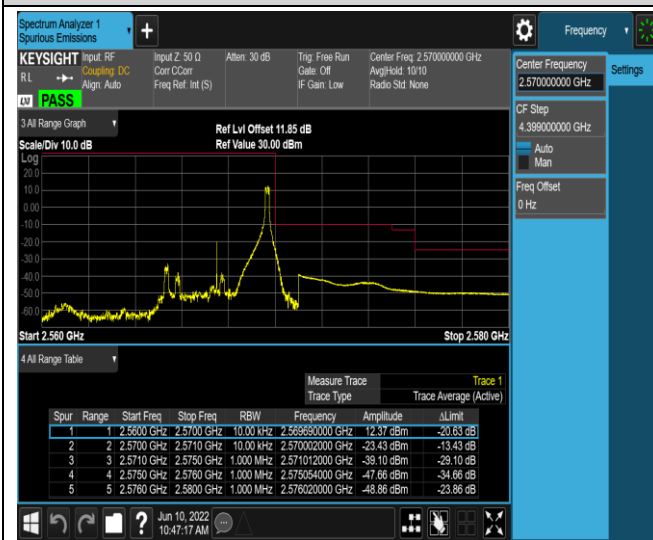 Spectrum Analyzer 1
Spurious Emissions
Frequency
KEYSIGHT Input: RF Input Z: 50 Ω Atten: 30 dB Trig: Free Run Center Freq: 2.570000000 GHz
RL Coupling: DC Corr CCorr Gate: Off Avg|Hold: 10/10
Align: Auto Freq Ref: Int (S) IF Gain: Low Radio Std: None
LXI PASS
Center Frequency
2.570000000 GHz
Settings
CF Step
4.399000000 GHz
Auto
Man
Freq Offset
0 Hz
3 All Range Graph
Ref Lvl Offset 11.85 dB
Scale/Div 10.0 dB Ref Value 30.00 dBm
Log
20.0
10.0
0.00
-10.0
-20.0
-30.0
-40.0
-50.0
-60.0
Start 2.560 GHz Stop 2.580 GHz
4 All Range Table
Measure Trace Trace 1
Trace Type Trace Average (Active)
Spur Range Start Freq Stop Freq RBW Frequency Amplitude ΔLimit
1 1 2.5600 GHz 2.5700 GHz 10.00 kHz 2.569690000 GHz 12.37 dBm -20.63 dB
2 2 2.5700 GHz 2.5710 GHz 10.00 kHz 2.570002000 GHz -23.43 dBm -13.43 dB
3 3 2.5710 GHz 2.5750 GHz 1.000 MHz 2.571012000 GHz -39.10 dBm -29.10 dB
4 4 2.5750 GHz 2.5760 GHz 1.000 MHz 2.575054000 GHz -47.66 dBm -34.66 dB
5 5 2.5760 GHz 2.5800 GHz 1.000 MHz 2.576020000 GHz -48.86 dBm -23.86 dB
Jun 10, 2022
10:47:17 AM